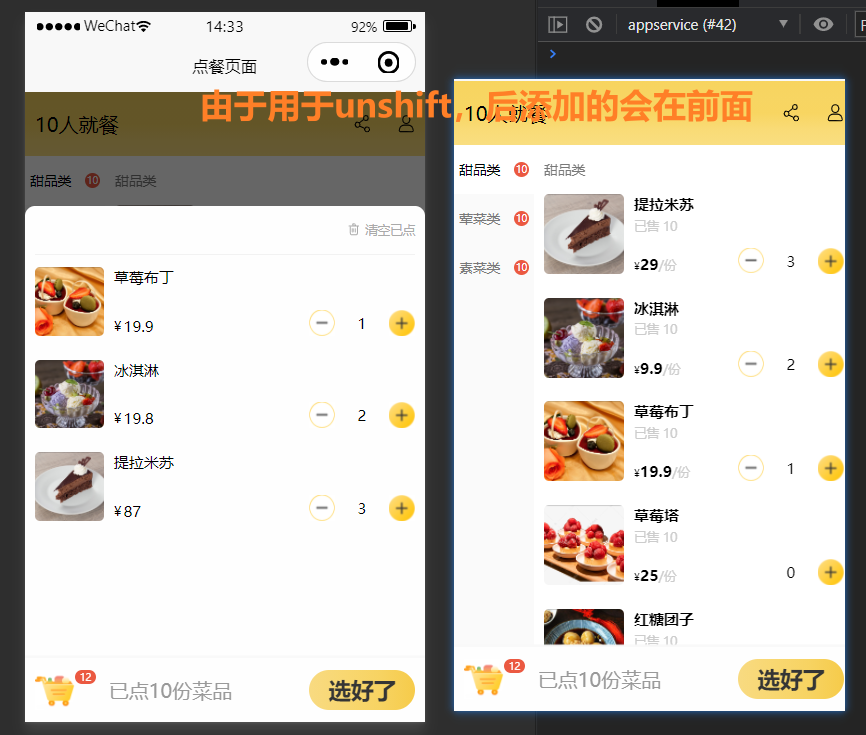 appservice (#42)
由于用于unshift,后添加的会在前面
WeChat
14:33
92%
点餐页面
10人就餐
甜品类
10
甜品类
清空已点
草莓布丁
¥19.9
1
冰淇淋
¥19.8
2
提拉米苏
¥87
3
12
已点10份菜品
选好了
10人就餐
甜品类
10
荤菜类
10
素菜类
10
甜品类
提拉米苏
已售 10
¥29/份
3
冰淇淋
已售 10
¥9.9/份
2
草莓布丁
已售 10
¥19.9/份
1
草莓塔
已售 10
¥25/份
0
红糖团子
已售 10
12
已点10份菜品
选好了